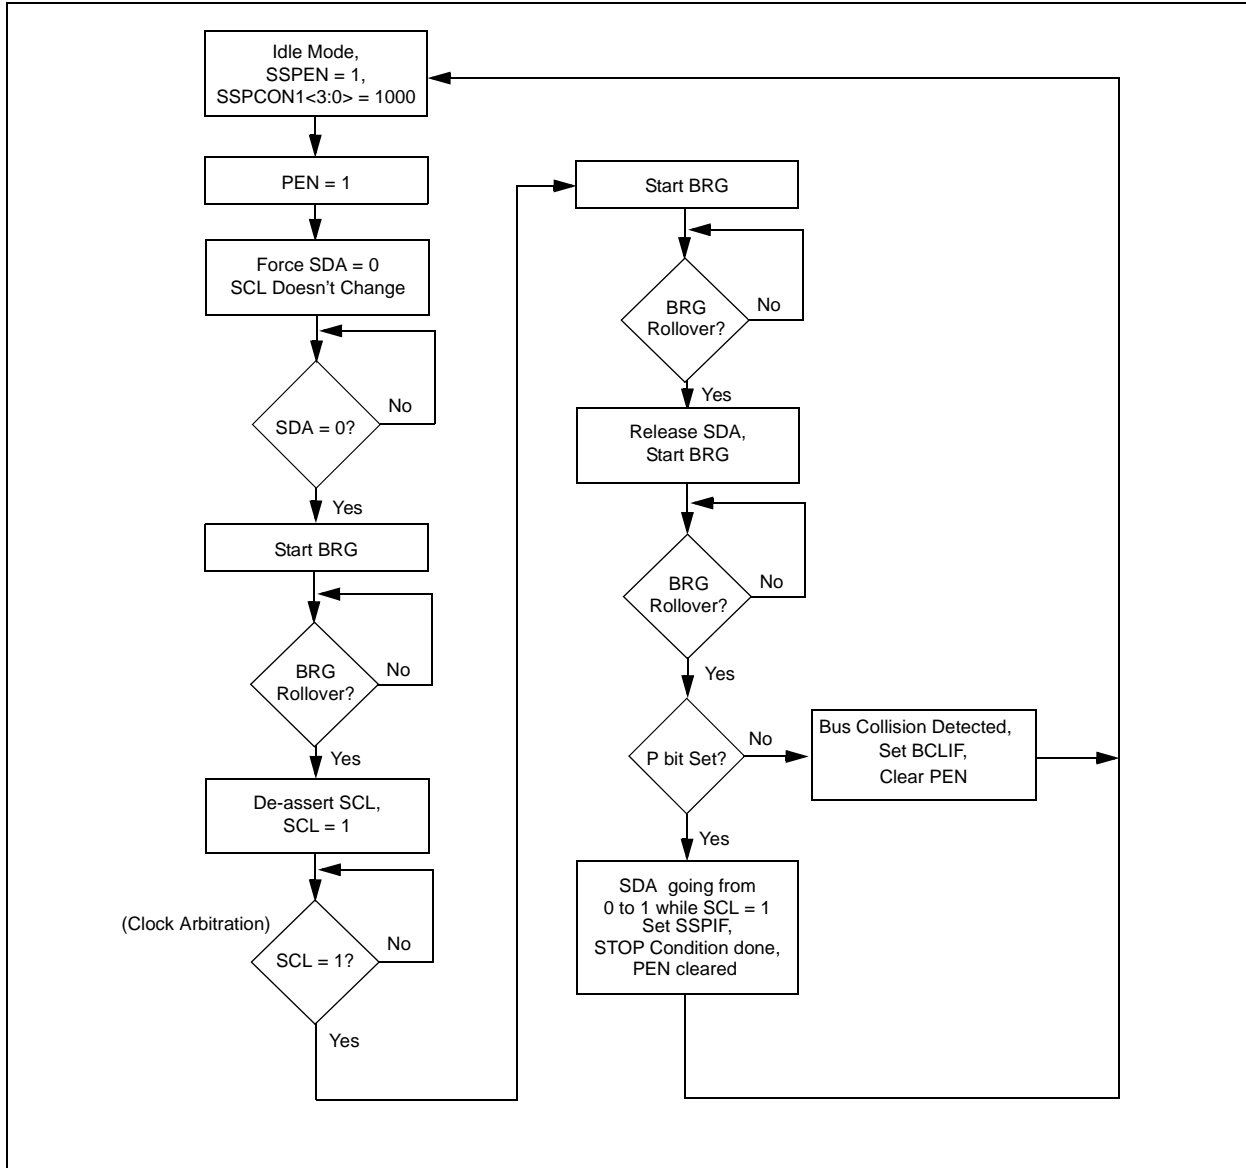 Idle Mode,
SSPEN = 1,
SSPCON1<3:0> = 1000
PEN = 1
Force SDA = 0
SCL Doesn't Change
No
SDA = 0?
Yes
Start BRG
BRG
Rollover?
No
Yes
De-assert SCL,
SCL = 1
(Clock Arbitration)
No
SCL = 1?
Yes
Start BRG
BRG
Rollover?
No
Yes
Release SDA,
Start BRG
BRG
Rollover?
No
Yes
P bit Set?
No
Bus Collision Detected,
Set BCLIF,
Clear PEN
Yes
SDA going from
0 to 1 while SCL = 1
Set SSPIF,
STOP Condition done,
PEN cleared